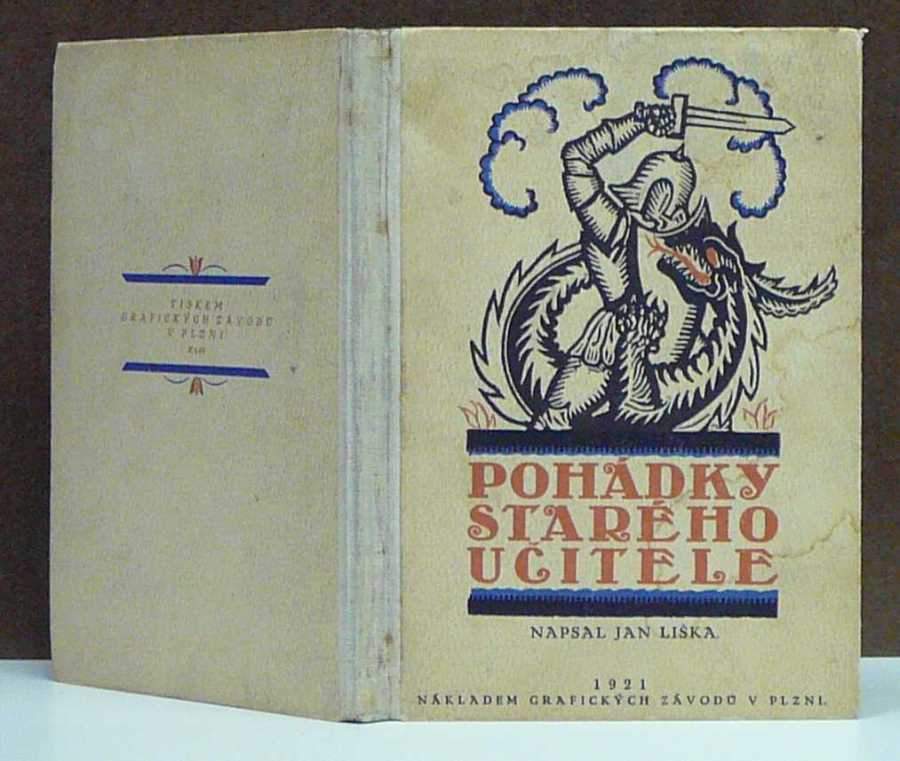 POHÁDKY
STARÉHO
UČITELE
NAPSAL JAN LIŠKA.
1921
NÁKLADEM GRAFICKÝCH ZÁVODŮ V PLZNI.
TISKEM
GRAFICKÝCH ZÁVODŮ
V PLZNI